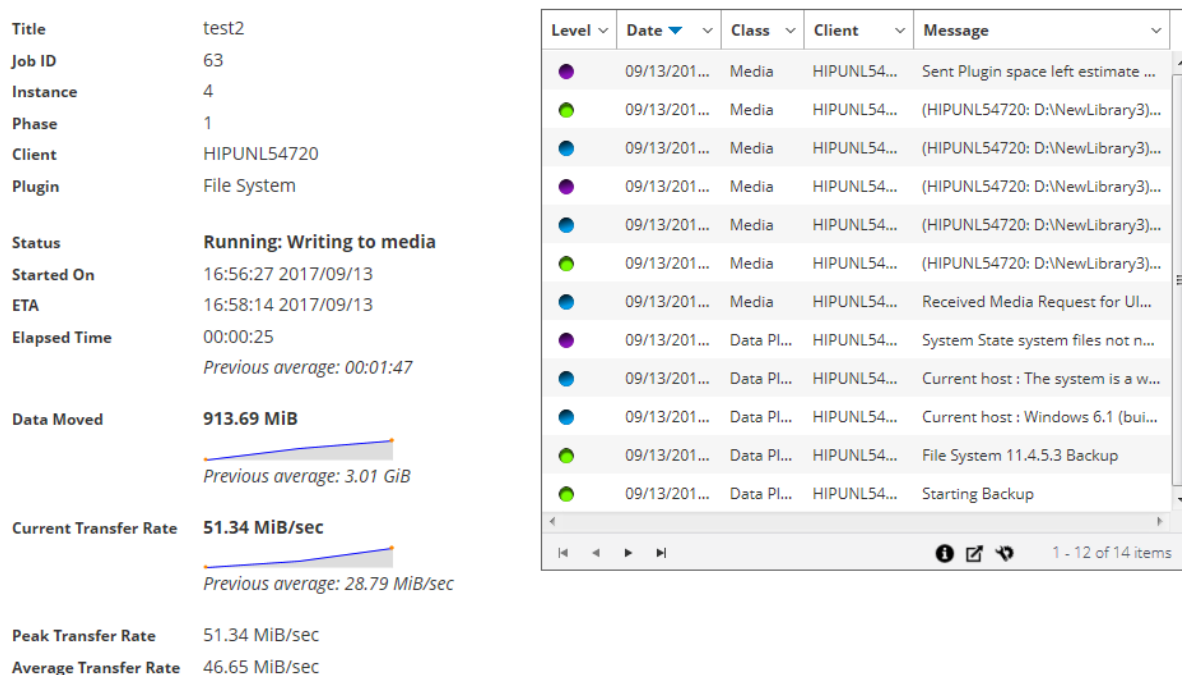 Title test2
Job ID 63
Instance 4
Phase 1
Client HIPUNL54720
Plugin File System
Status Running: Writing to media
Started On 16:56:27 2017/09/13
ETA 16:58:14 2017/09/13
Elapsed Time 00:00:25
Previous average: 00:01:47
Data Moved 913.69 MiB
Previous average: 3.01 GiB
Current Transfer Rate 51.34 MiB/sec
Previous average: 28.79 MiB/sec
Peak Transfer Rate 51.34 MiB/sec
Average Transfer Rate 46.65 MiB/sec
Level Date Class Client Message
09/13/201... Media HIPUNL54... Sent Plugin space left estimate ...
09/13/201... Media HIPUNL54... (HIPUNL54720: D:\NewLibrary3)...
09/13/201... Media HIPUNL54... (HIPUNL54720: D:\NewLibrary3)...
09/13/201... Media HIPUNL54... (HIPUNL54720: D:\NewLibrary3)...
09/13/201... Media HIPUNL54... (HIPUNL54720: D:\NewLibrary3)...
09/13/201... Media HIPUNL54... (HIPUNL54720: D:\NewLibrary3)...
09/13/201... Media HIPUNL54... Received Media Request for UI...
09/13/201... Data Pl... HIPUNL54... System State system files not n...
09/13/201... Data Pl... HIPUNL54... Current host : The system is a w...
09/13/201... Data Pl... HIPUNL54... Current host : Windows 6.1 (bui...
09/13/201... Data Pl... HIPUNL54... File System 11.4.5.3 Backup
09/13/201... Data Pl... HIPUNL54... Starting Backup
1 - 12 of 14 items